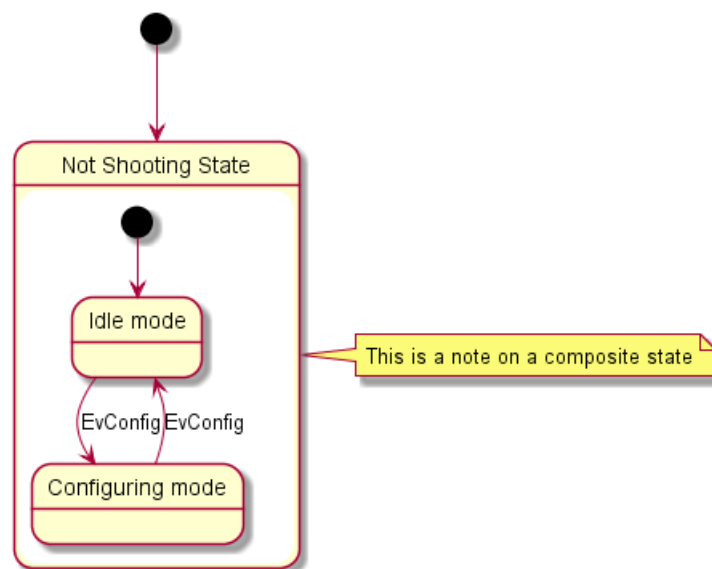 Not Shooting State
Idle mode
This is a note on a composite state
EvConfig EvConfig
Configuring mode